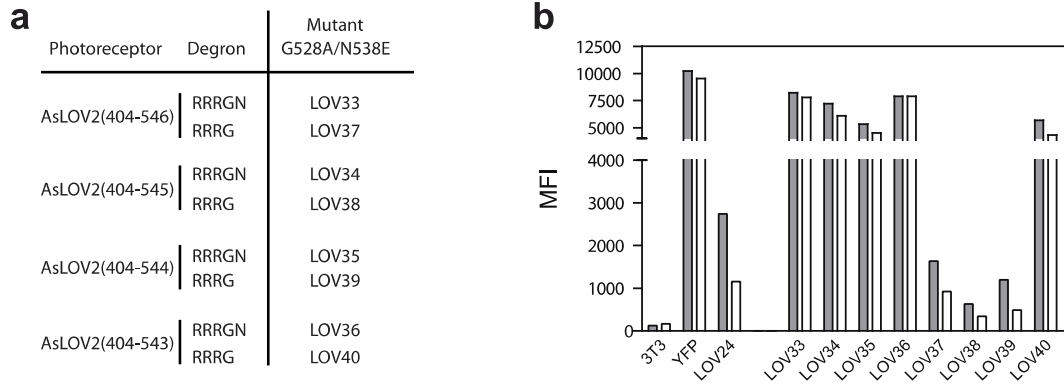 a
Photoreceptor Degron Mutant G528A/N538E
AsLOV2(404-546) RRRGN LOV33
RRRG LOV37
AsLOV2(404-545) RRRGN LOV34
RRRG LOV38
AsLOV2(404-544) RRRGN LOV35
RRRG LOV39
AsLOV2(404-543) RRRGN LOV36
RRRG LOV40
b
MFI
12500
10000
7500
5000
4000
3000
2000
1000
0
3T3 YFP LOV24 LOV33 LOV34 LOV35 LOV36 LOV37 LOV38 LOV39 LOV40